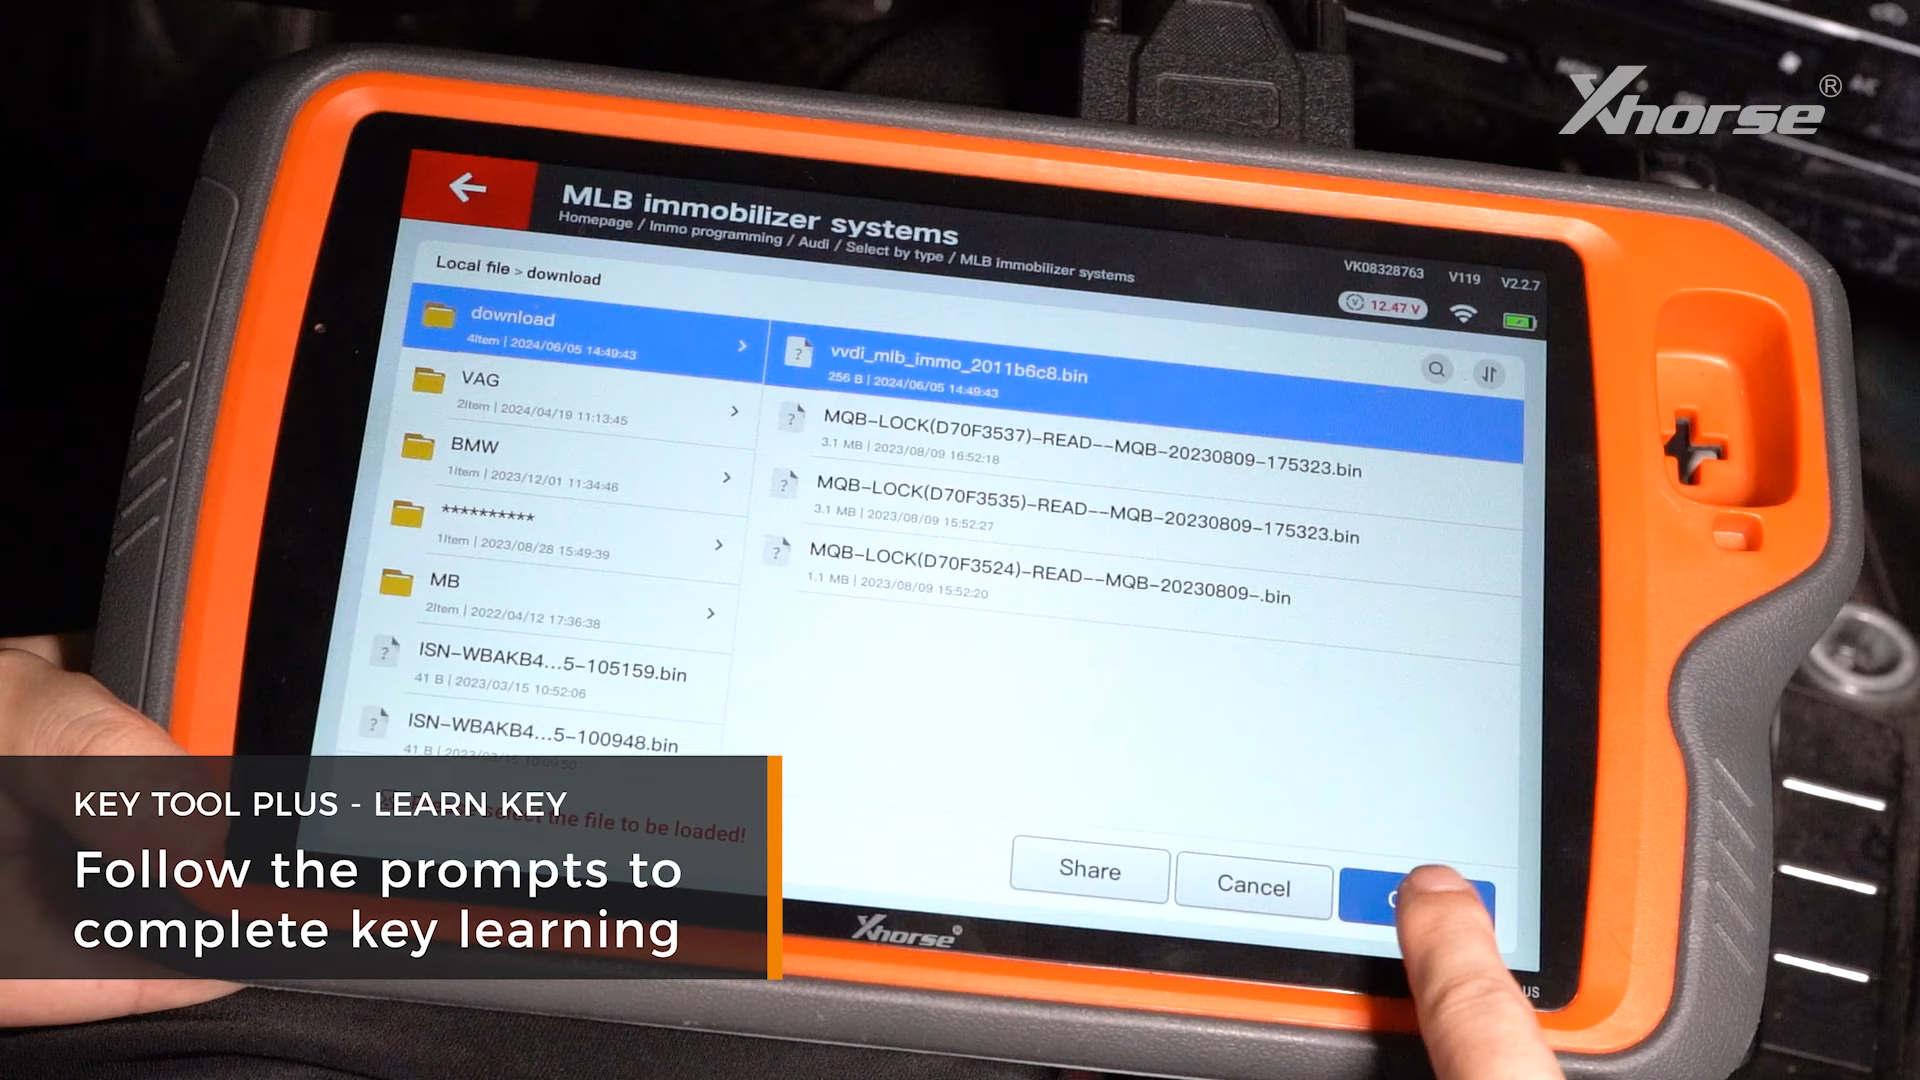 Xhorse®
MLB immobilizer systems
Homepage / Immo programming / Audi / Select by type / MLB immobilizer systems
VK08328763 V119 V2.2.7
12.47 V
Local file > download
download
4Item | 2024/06/05 14:49:43
VAG
2Item | 2024/04/19 11:13:45
BMW
1Item | 2023/12/01 11:34:46
**********
1Item | 2023/08/28 15:49:39
MB
2Item | 2022/04/12 17:36:38
ISN-WBAKB4...5-105159.bin
41 B | 2023/03/15 10:52:06
ISN-WBAKB4...5-100948.bin
41 B | 2023/03/15 10:09:50
vvdi_mlb_immo_2011b6c8.bin
256 B | 2024/06/05 14:49:43
MQB-LOCK(D70F3537)-READ--MQB-20230809-175323.bin
3.1 MB | 2023/08/09 16:52:18
MQB-LOCK(D70F3535)-READ--MQB-20230809-175323.bin
3.1 MB | 2023/08/09 15:52:27
MQB-LOCK(D70F3524)-READ--MQB-20230809-.bin
1.1 MB | 2023/08/09 15:52:20
select the file to be loaded!
Share
Cancel
Xhorse®
KEY TOOL PLUS - LEARN KEY
Follow the prompts to
complete key learning